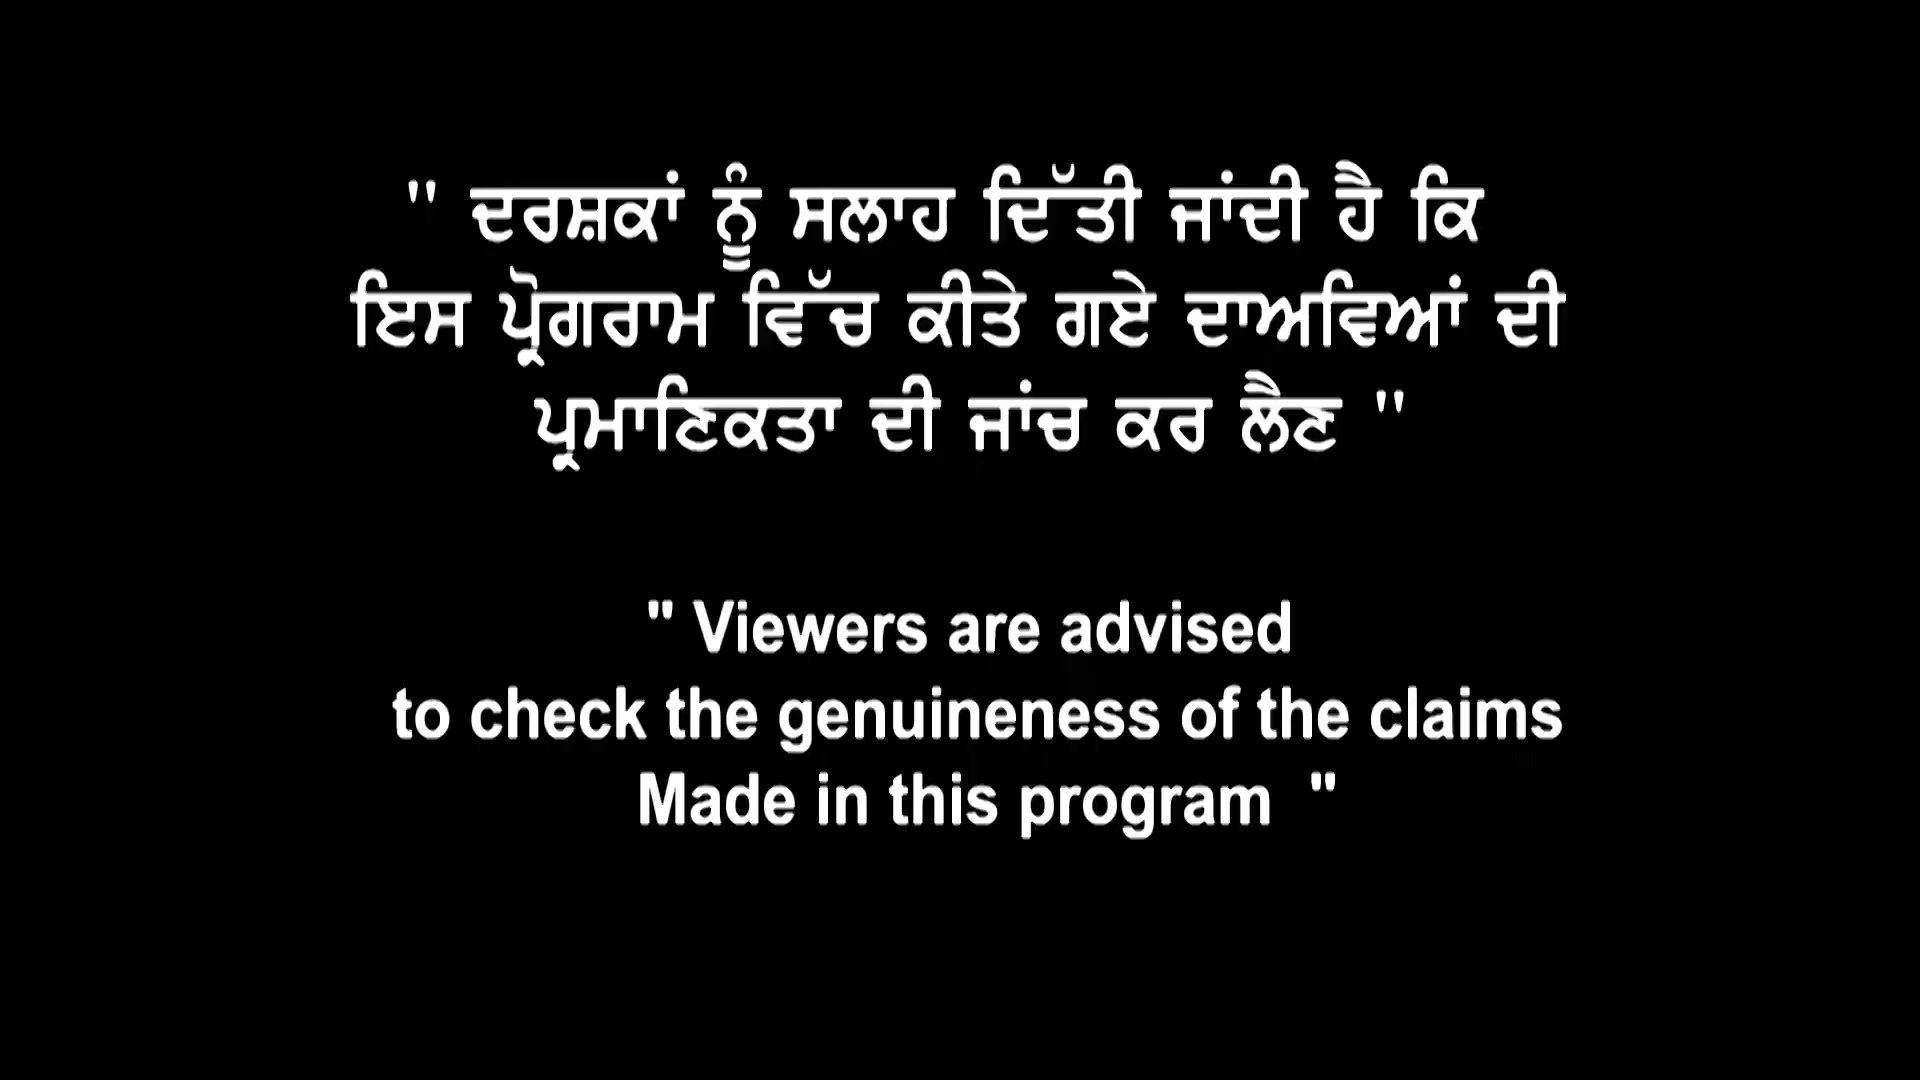 " ਦਰਸ਼ਕਾਂ ਨੂੰ ਸਲਾਹ ਦਿੱਤੀ ਜਾਂਦੀ ਹੈ ਕਿ
ਇਸ ਪ੍ਰੋਗਰਾਮ ਵਿੱਚ ਕੀਤੇ ਗਏ ਦਾਅਵਿਆਂ ਦੀ
ਪ੍ਰਮਾਣਿਕਤਾ ਦੀ ਜਾਂਚ ਕਰ ਲੈਣ "
" Viewers are advised
to check the genuineness of the claims
Made in this program "